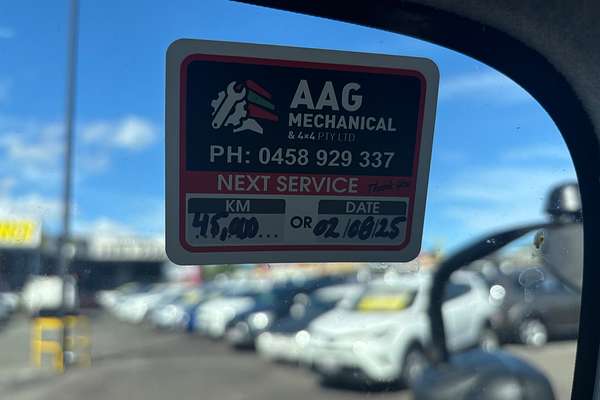 AAG
MECHANICAL
& 4x4 PTY LTD
PH: 0458 929 337
NEXT SERVICE Thank You
KM DATE
45,000... OR 02/08/25